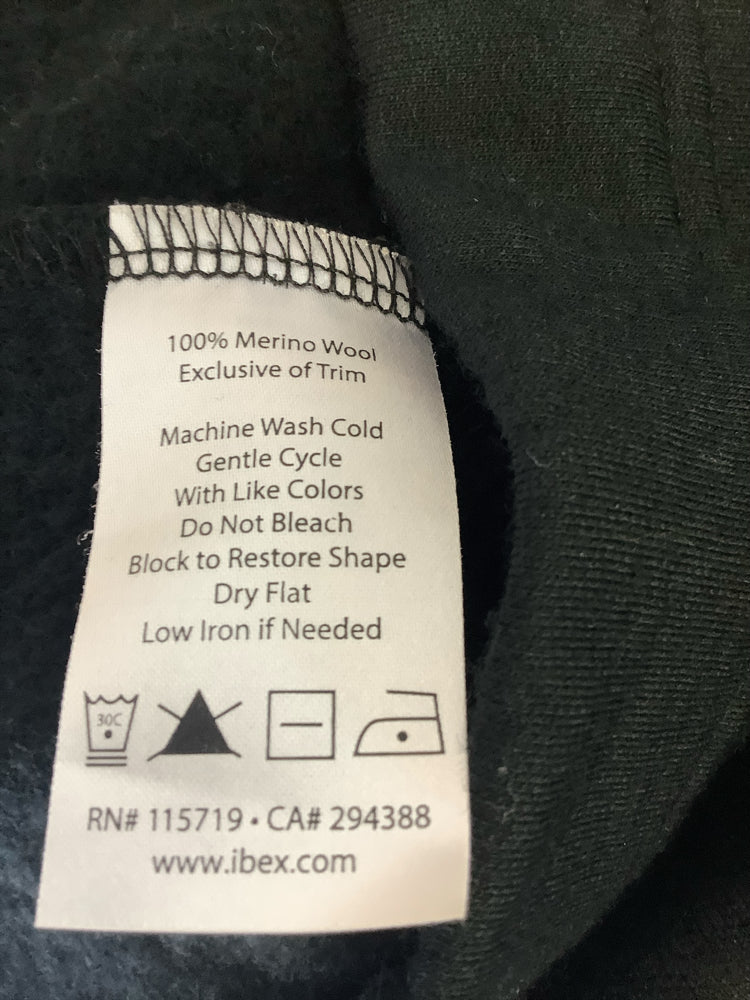 100% Merino Wool
Exclusive of Trim
Machine Wash Cold
Gentle Cycle
With Like Colors
Do Not Bleach
Block to Restore Shape
Dry Flat
Low Iron if Needed
30C
RN# 115719 • CA# 294388
www.ibex.com